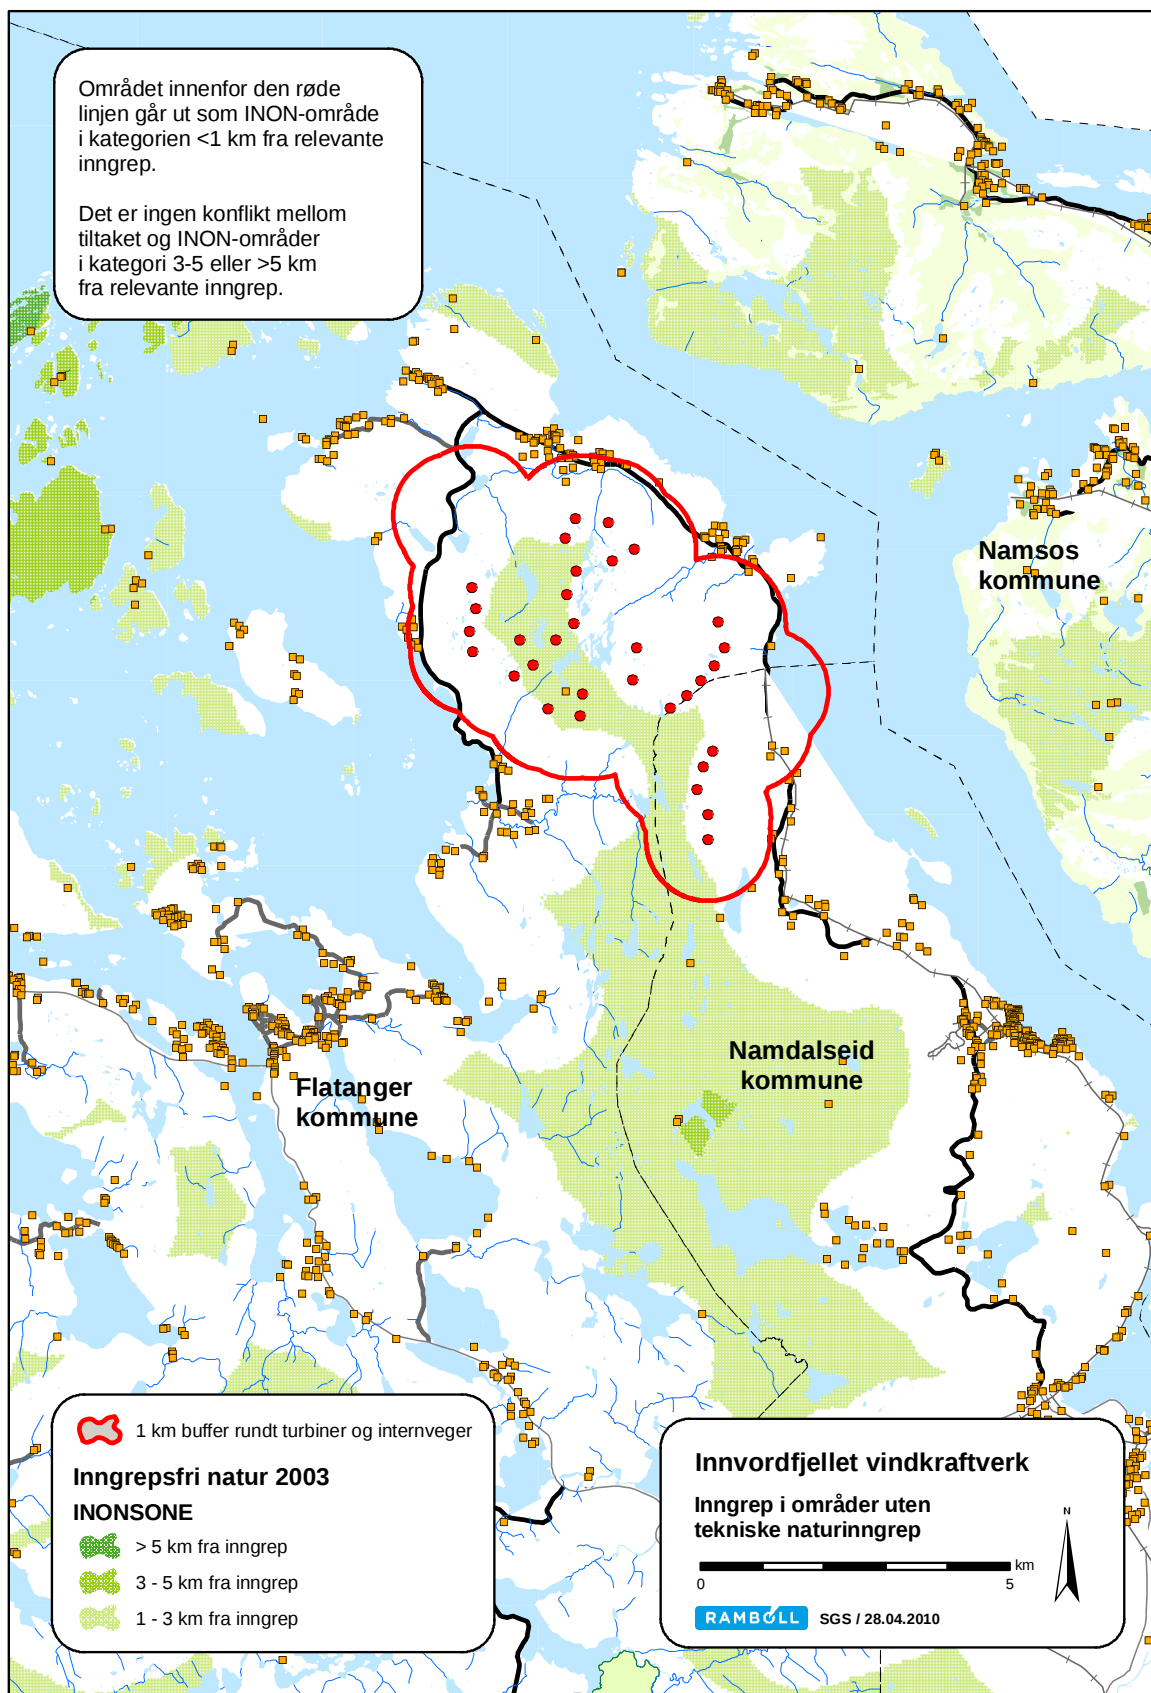 Området innenfor den røde
linjen går ut som INON-område
i kategorien <1 km fra relevante
inngrep.
Det er ingen konflikt mellom
tiltaket og INON-områder
i kategori 3-5 eller >5 km
fra relevante inngrep.
Namsos
kommune
Namdalseid
kommune
Flatanger
kommune
1 km buffer rundt turbiner og internveger
Inngrepsfri natur 2003
INONSONE
> 5 km fra inngrep
3 - 5 km fra inngrep
1 - 3 km fra inngrep
Innvordfjellet vindkraftverk
Inngrep i områder uten
tekniske naturinngrep
N
km
0 5
RAMBØLL SGS / 28.04.2010